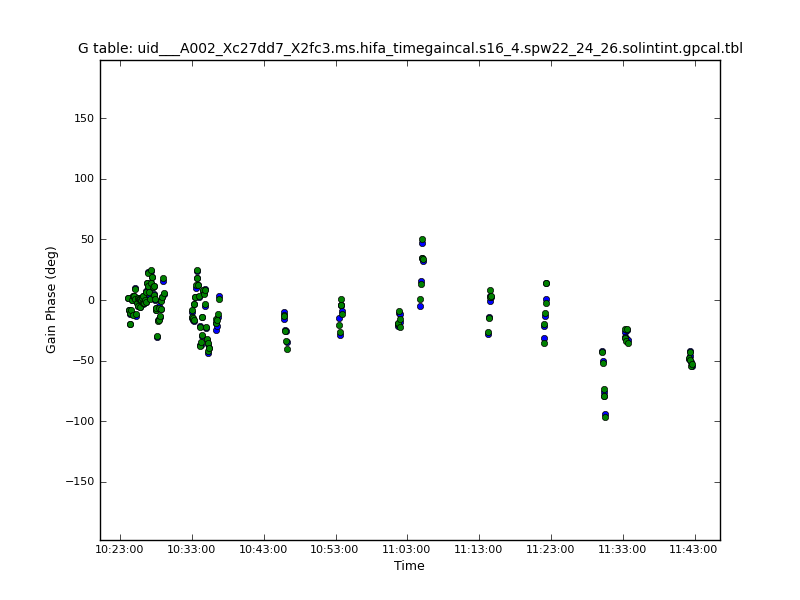 G table: uid___A002_Xc27dd7_X2fc3.ms.hifa_timegaincal.s16_4.spw22_24_26.solintint.gpcal.tbl
150
100
50
0
−50
−100
−150
Gain Phase (deg)
10:23:00 10:33:00 10:43:00 10:53:00 11:03:00 11:13:00 11:23:00 11:33:00 11:43:00
Time